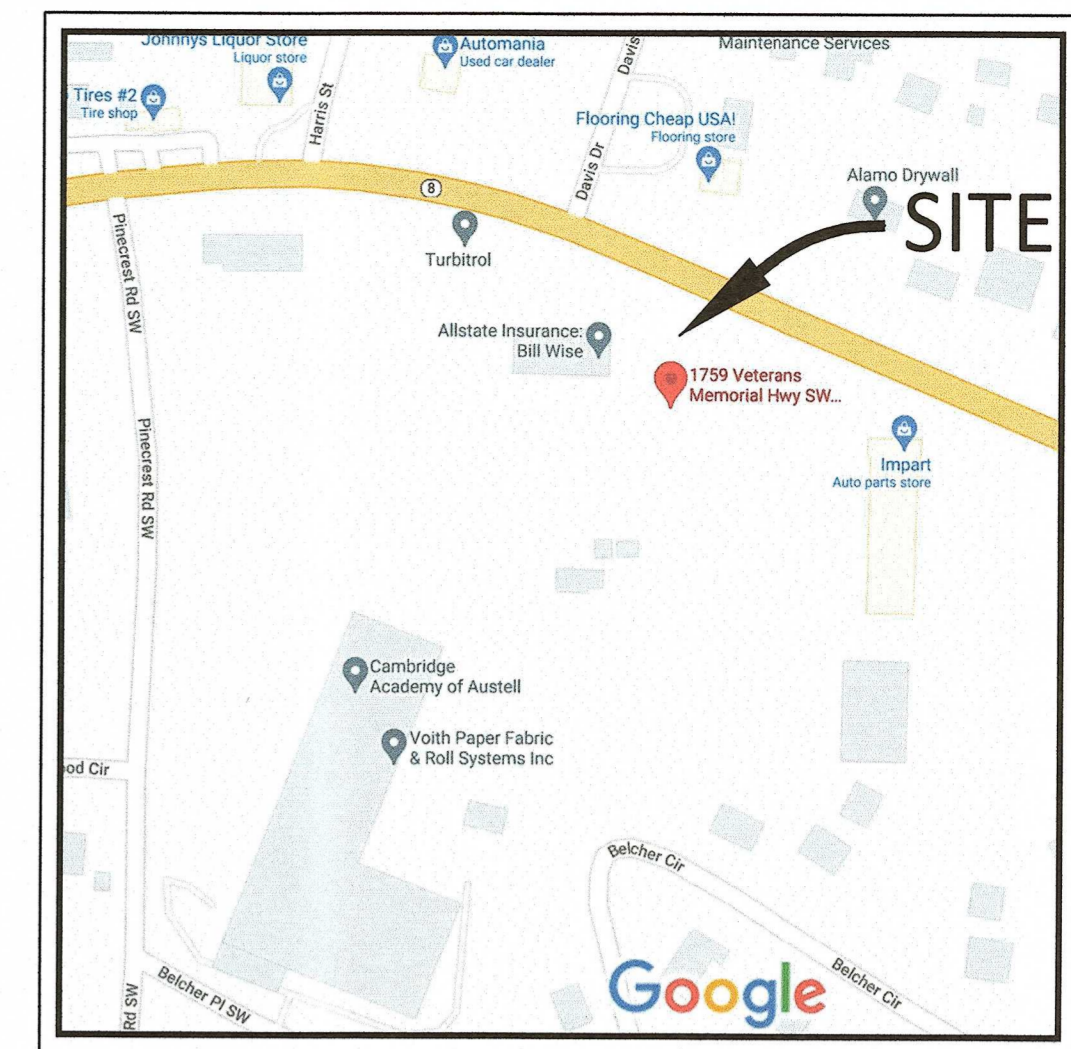 Johnnys Liquor Store
Liquor store
Automania
Used car dealer
Davis
Maintenance Services
Tires #2
Tire shop
Harris St
Flooring Cheap USA!
Flooring store
Davis Dr
Alamo Drywall
SITE
8
Pinecrest Rd SW
Turbitrol
Allstate Insurance:
Bill Wise
1759 Veterans
Memorial Hwy SW...
Pinecrest Rd SW
Impart
Auto parts store
Cambridge
Academy of Austell
Voith Paper Fabric
& Roll Systems Inc
od Cir
Belcher Cir
Belcher Pl SW
Rd SW
Belcher Cir
Google